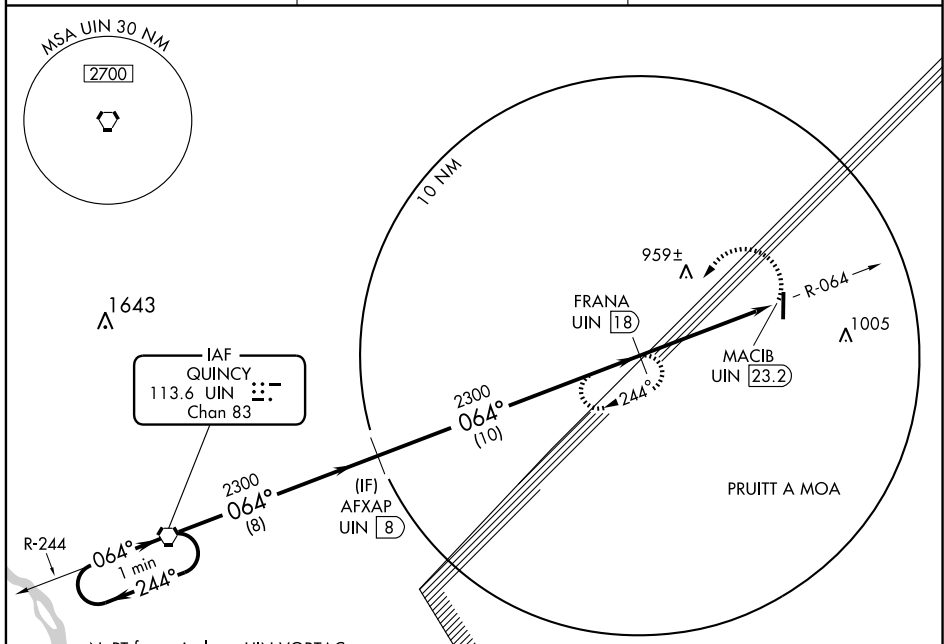 MSA UIN 30 NM
2700
10 NM
959±
R-064
FRANA
UIN 18
1643
1005
MACIB
UIN 23.2
IAF
QUINCY
113.6 UIN
Chan 83
244°
2300
064°
(10)
2300
064°
(8)
(IF)
AFXAP
UIN 8
PRUITT A MOA
R-244
064°
1 min
244°